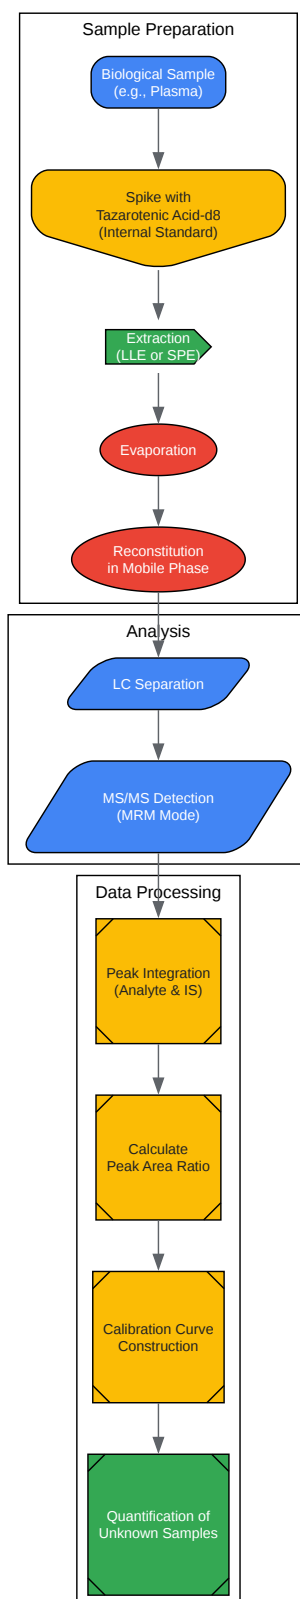 Sample Preparation
Biological Sample
(e.g., Plasma)
Spike with
Tazarotenic Acid-d8
(Internal Standard)
Extraction
(LLE or SPE)
Evaporation
Reconstitution
in Mobile Phase
Analysis
LC Separation
MS/MS Detection
(MRM Mode)
Data Processing
Peak Integration
(Analyte & IS)
Calculate
Peak Area Ratio
Calibration Curve
Construction
Quantification of
Unknown Samples